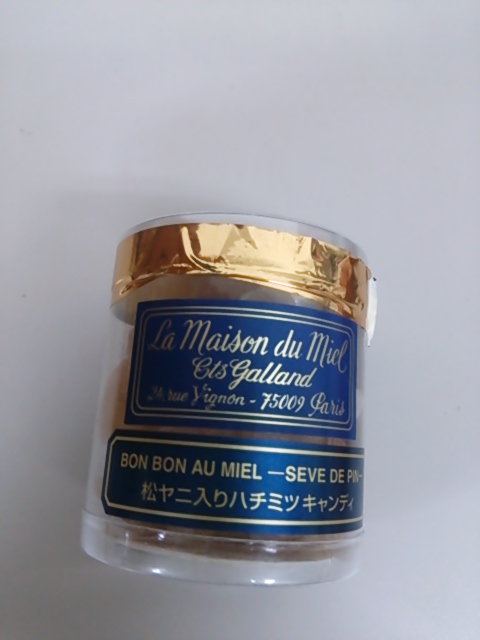 La Maison du Miel
Cts Galland
24, rue Vignon - 75009 Paris
BON BON AU MIEL —SEVE DE PIN—
松ヤニ入りハチミツキャンディ